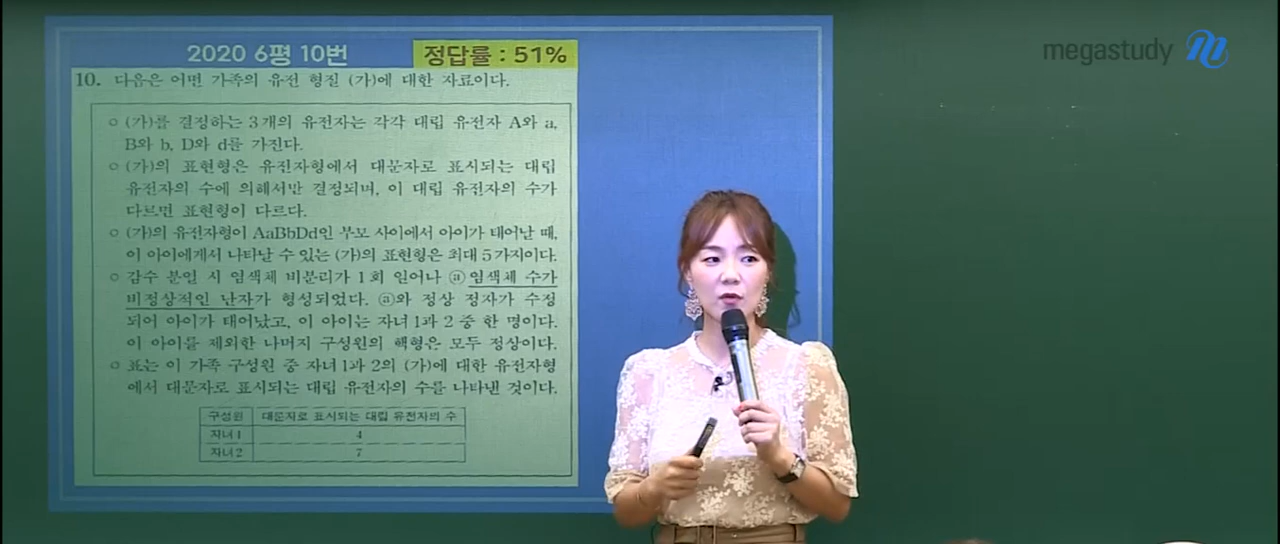 2020 6평 10번
정답률 : 51%
megastudy
10. 다음은 어떤 가족의 유전 형질 (가)에 대한 자료이다.
○ (가)를 결정하는 3개의 유전자는 각각 대립 유전자 A와 a,
B와 b, D와 d를 가진다.
○ (가)의 표현형은 유전자형에서 대문자로 표시되는 대립
유전자의 수에 의해서만 결정되며, 이 대립 유전자의 수가
다르면 표현형이 다르다.
○ (가)의 유전자형이 AaBbDd인 부모 사이에서 아이가 태어날 때,
이 아이에게서 나타날 수 있는 (가)의 표현형은 최대 5가지이다.
○ 감수 분열 시 염색체 비분리가 1회 일어나 ⓐ 염색체 수가
비정상적인 난자가 형성되었다. ⓐ와 정상 정자가 수정
되어 아이가 태어났고, 이 아이는 자녀 1과 2 중 한 명이다.
이 아이를 제외한 나머지 구성원의 핵형은 모두 정상이다.
○ 표는 이 가족 구성원 중 자녀 1과 2의 (가)에 대한 유전자형
에서 대문자로 표시되는 대립 유전자의 수를 나타낸 것이다.
구성원 대문자로 표시되는 대립 유전자의 수
자녀 1 4
자녀 2 7